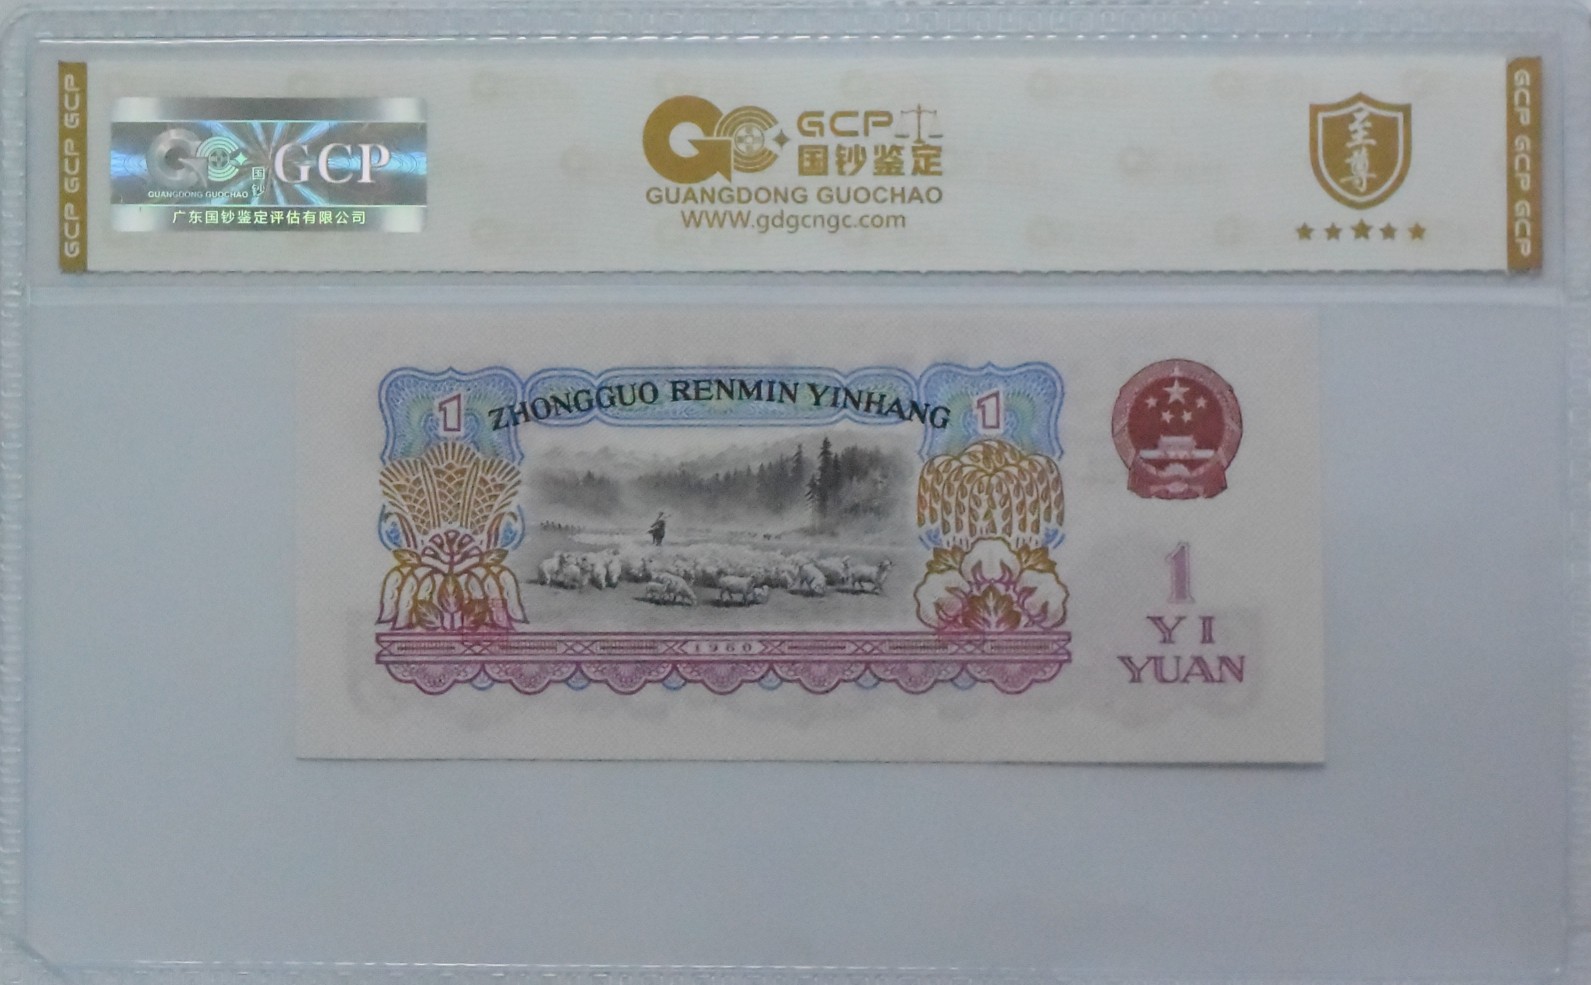 GCP GCP GCP
GUANGDONG GUOCHAO
国钞
GCP
广东国钞鉴定评估有限公司
GCP
国钞鉴定
GUANGDONG GUOCHAO
WWW.gdgcngc.com
至尊
GCP GCP GCP
1
ZHONGGUO RENMIN YINHANG
1
1960
1
YI
YUAN